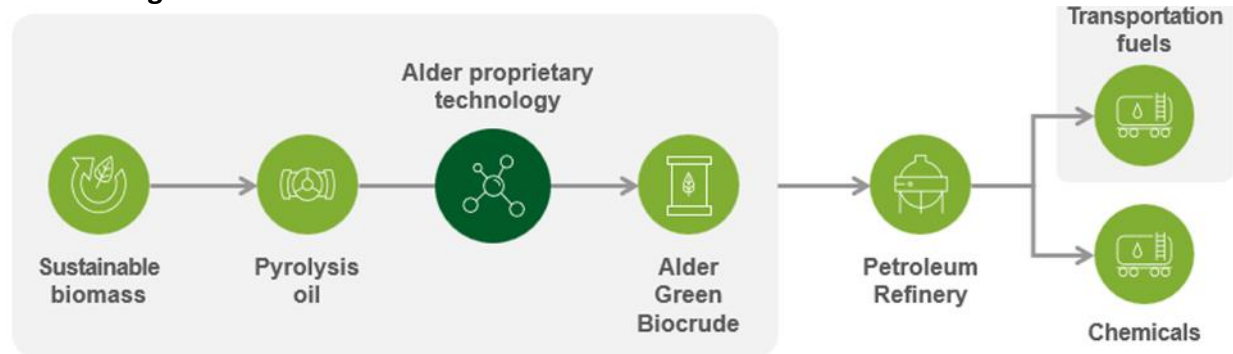 Transportation
fuels
Alder proprietary
technology
Sustainable
biomass
Pyrolysis
oil
Alder
Green
Biocrude
Petroleum
Refinery
Chemicals